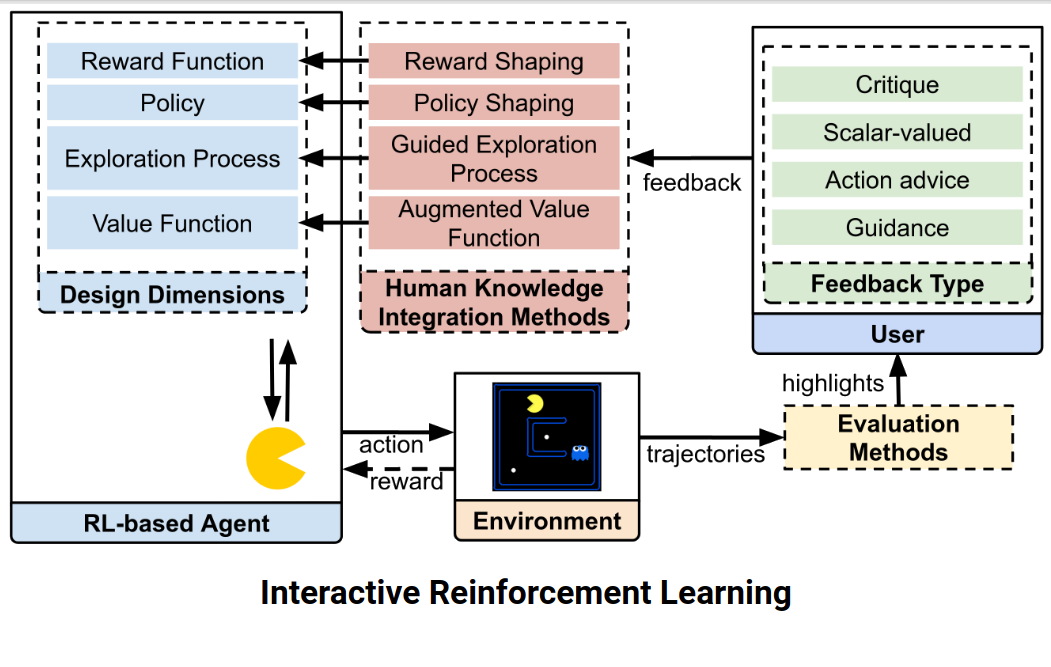 Reward Function
Policy
Exploration Process
Value Function
Design Dimensions
Reward Shaping
Policy Shaping
Guided Exploration
Process
Augmented Value
Function
Human Knowledge
Integration Methods
feedback
Critique
Scalar-valued
Action advice
Guidance
Feedback Type
User
highlights
Evaluation
Methods
trajectories
action
reward
Environment
RL-based Agent
Interactive Reinforcement Learning